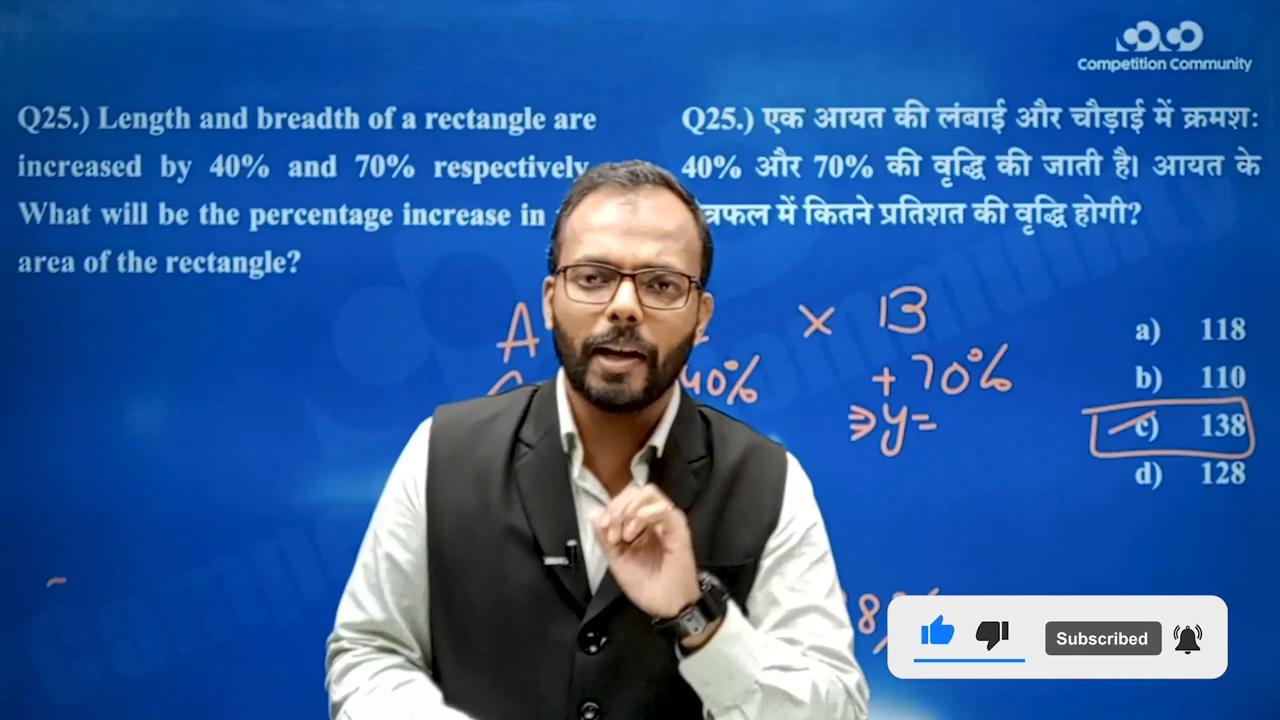 Competition Community
Q25.) Length and breadth of a rectangle are
increased by 40% and 70% respectively
What will be the percentage increase in
area of the rectangle?
Q25.) एक आयत की लंबाई और चौड़ाई में क्रमश:
40% और 70% की वृद्धि की जाती है। आयत के
में कितने प्रतिशत की वृद्धि होगी?
A × B
40% +70%
⇒y=
a) 118
b) 110
c) 138
d) 128
Subscribed